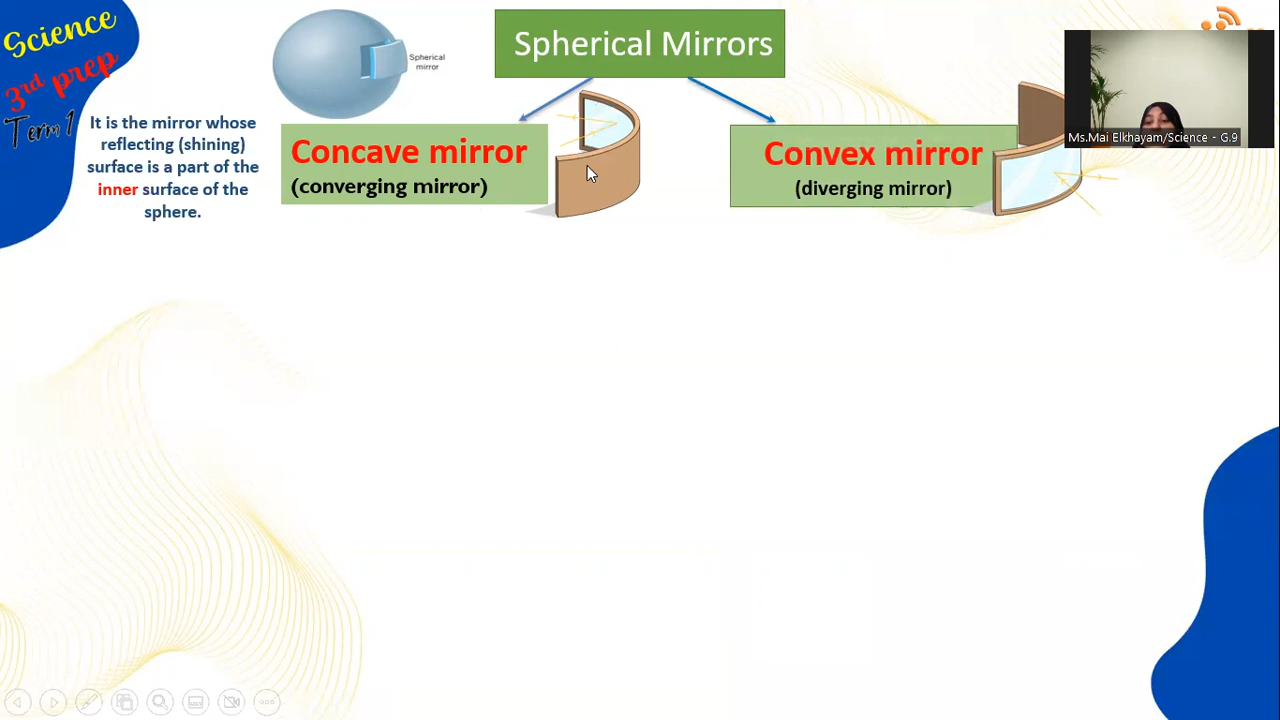 Science
3rd prep
Term 1
Spherical
mirror
Spherical Mirrors
It is the mirror whose
reflecting (shining)
surface is a part of the
inner surface of the
sphere.
Concave mirror
(converging mirror)
Convex mirror
(diverging mirror)
Ms.Mai Elkhayam/Science - G.9